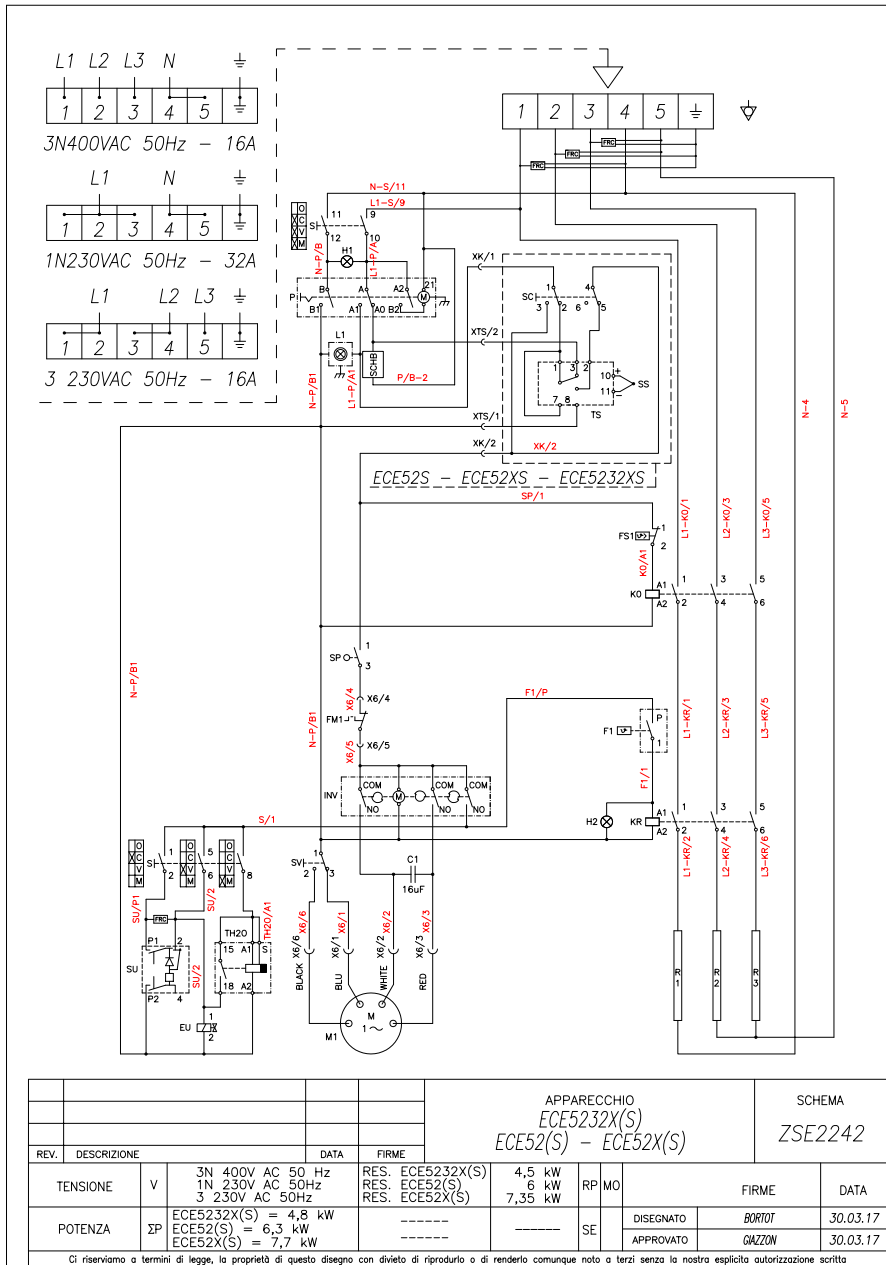 L1 L2 L3 N
1 2 3 4 5
3N400VAC 50Hz - 16A
L1 N
1 2 3 4 5
1N230VAC 50Hz - 32A
L1 L2 L3
1 2 3 4 5
3 230VAC 50Hz - 16A
1 2 3 4 5
FRC
FRC
FRC
N-S/11
L1-S/9
O
C
V
M
S
11 9
12 10
N-P/B
H1
L1-P/A
P
B A A2 21
M
B1 A1 A0 B2
L1
SCHB
N-P/B1
L1-P/A1
P/B-2
XK/1
XTS/2
XTS/1
XK/2
SC
1 4
3 2 6 5
1 3 2
10 +
11 -
SS
7 8
TS
XK/2
ECE52S - ECE52XS - ECE5232XS
N-4
N-5
SP/1
FS1
1
2
K0/A1
L1-K0/1
L2-K0/3
L3-K0/5
K0
A1
A2
1 3 5
2 4 6
SP
1
3
X6/4
X6/4
FM1
X6/5
X6/5
N-P/B1
N-P/B1
F1/P
F1
P
1
F1/1
L1-KR/1
L2-KR/3
L3-KR/5
INV
COM
NO
M
COM
NO
COM
NO
H2
KR
A1
A2
1 3 5
2 4 6
L1-KR/2
L2-KR/4
L3-KR/6
S/1
O
C
V
M
S
1
2
O
C
V
M
5
6
O
C
V
M
8
SU/P1
SU/2
TH20/A1
FRC
P1 2
SU
P2 4
SU/2
TH20
15 A1 S
18 A2
EU
1
2
SV
1
2 3
C1
16uF
X6/6
X6/1
X6/2
X6/3
BLACK X6/6
BLU X6/1
WHITE X6/2
RED X6/3
M
1 ~
M1
R1
R2
R3
REV. DESCRIZIONE DATA FIRME
APPARECCHIO
ECE5232X(S)
ECE52(S) - ECE52X(S)
SCHEMA
ZSE2242
TENSIONE V
3N 400V AC 50 Hz
1N 230V AC 50Hz
3 230V AC 50Hz
RES. ECE5232X(S) 4,5 kW
RES. ECE52(S) 6 kW
RES. ECE52X(S) 7,35 kW
RP MO
FIRME DATA
POTENZA ΣP
ECE5232X(S) = 4,8 kW
ECE52(S) = 6,3 kW
ECE52X(S) = 7,7 kW
------
------
------
SE
DISEGNATO BORTOT 30.03.17
APPROVATO GIAZZON 30.03.17
Ci riserviamo a termini di legge, la proprietà di questo disegno con divieto di riprodurlo o di renderlo comunque noto a terzi senza la nostra esplicita autorizzazione scritta